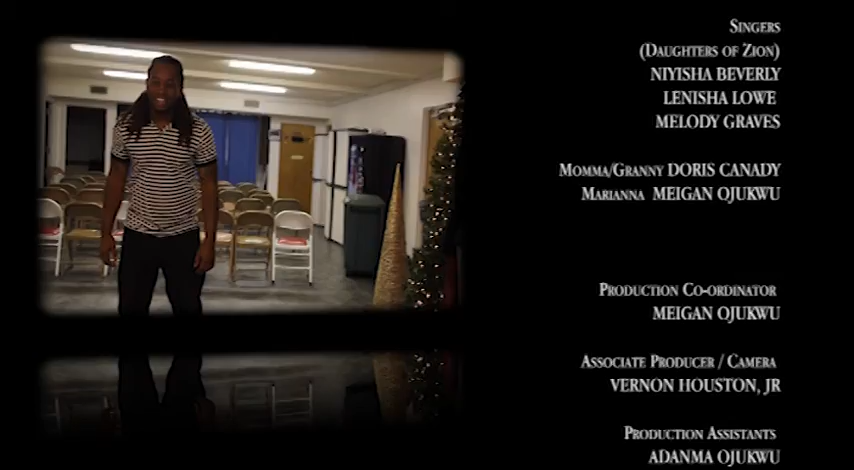 SINGERS
(DAUGHTERS OF ZION)
NIYISHA BEVERLY
LENISHA LOWE
MELODY GRAVES
MOMMA/GRANNY DORIS CANADY
MARIANNA MEIGAN OJUKWU
PRODUCTION CO-ORDINATOR
MEIGAN OJUKWU
ASSOCIATE PRODUCER / CAMERA
VERNON HOUSTON, JR
PRODUCTION ASSISTANTS
ADANMA OJUKWU